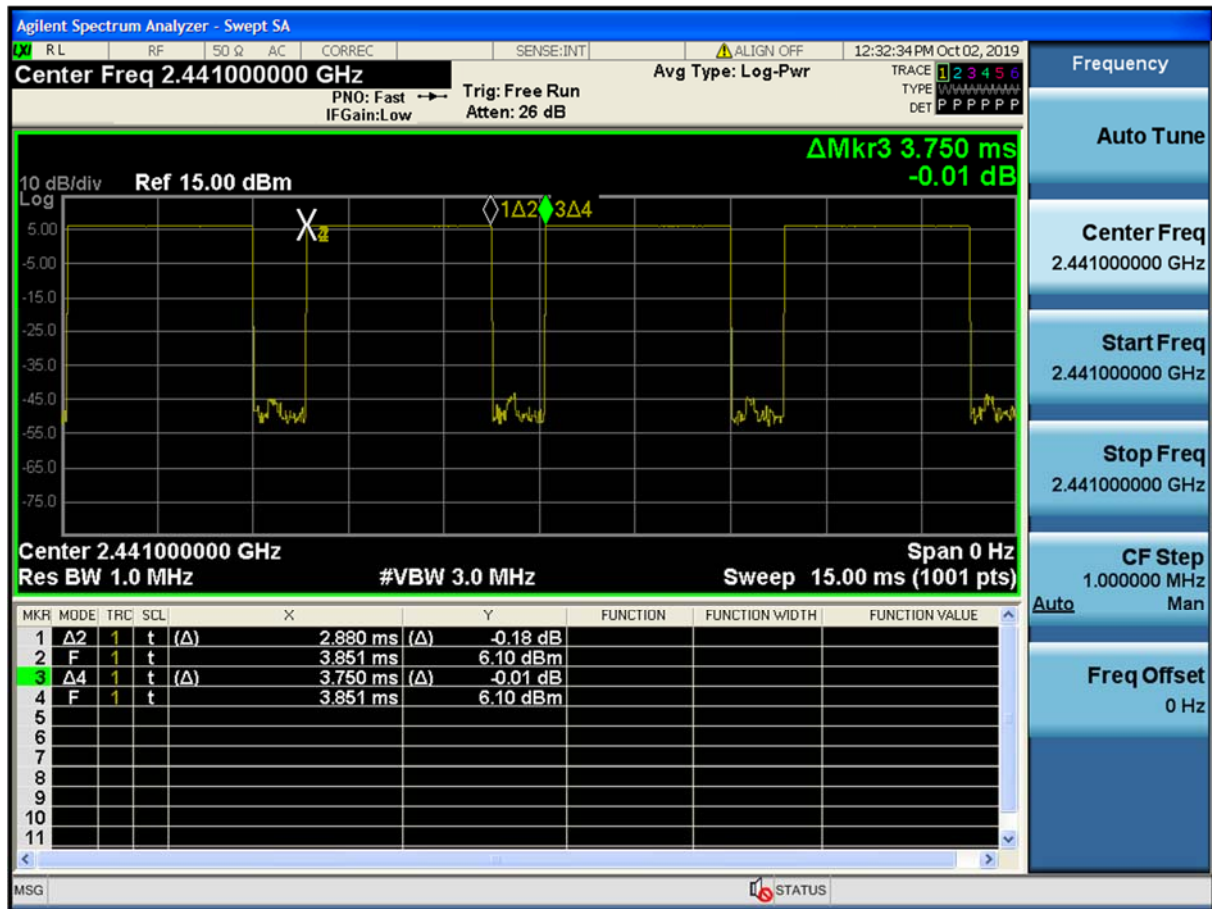 Agilent Spectrum Analyzer - Swept SA
LXI RL RF 50 Ω AC CORREC SENSE:INT ALIGN OFF 12:32:34 PM Oct 02, 2019
Center Freq 2.441000000 GHz
PNO: Fast
IFGain:Low
Trig: Free Run
Atten: 26 dB
Avg Type: Log-Pwr
TRACE 1 2 3 4 5 6
TYPE WWWWWW
DET P P P P P P
ΔMkr3 3.750 ms
-0.01 dB
10 dB/div Ref 15.00 dBm
Log
1Δ2 3Δ4
5.00
-5.00
-15.0
-25.0
-35.0
-45.0
-55.0
-65.0
-75.0
Center 2.441000000 GHz Span 0 Hz
Res BW 1.0 MHz #VBW 3.0 MHz Sweep 15.00 ms (1001 pts)
MKR MODE TRC SCL X Y FUNCTION FUNCTION WIDTH FUNCTION VALUE
1 Δ2 1 t (Δ) 2.880 ms (Δ) -0.18 dB
2 F 1 t 3.851 ms 6.10 dBm
3 Δ4 1 t (Δ) 3.750 ms (Δ) -0.01 dB
4 F 1 t 3.851 ms 6.10 dBm
5
6
7
8
9
10
11
MSG STATUS
Frequency
Auto Tune
Center Freq
2.441000000 GHz
Start Freq
2.441000000 GHz
Stop Freq
2.441000000 GHz
CF Step
1.000000 MHz
Auto Man
Freq Offset
0 Hz